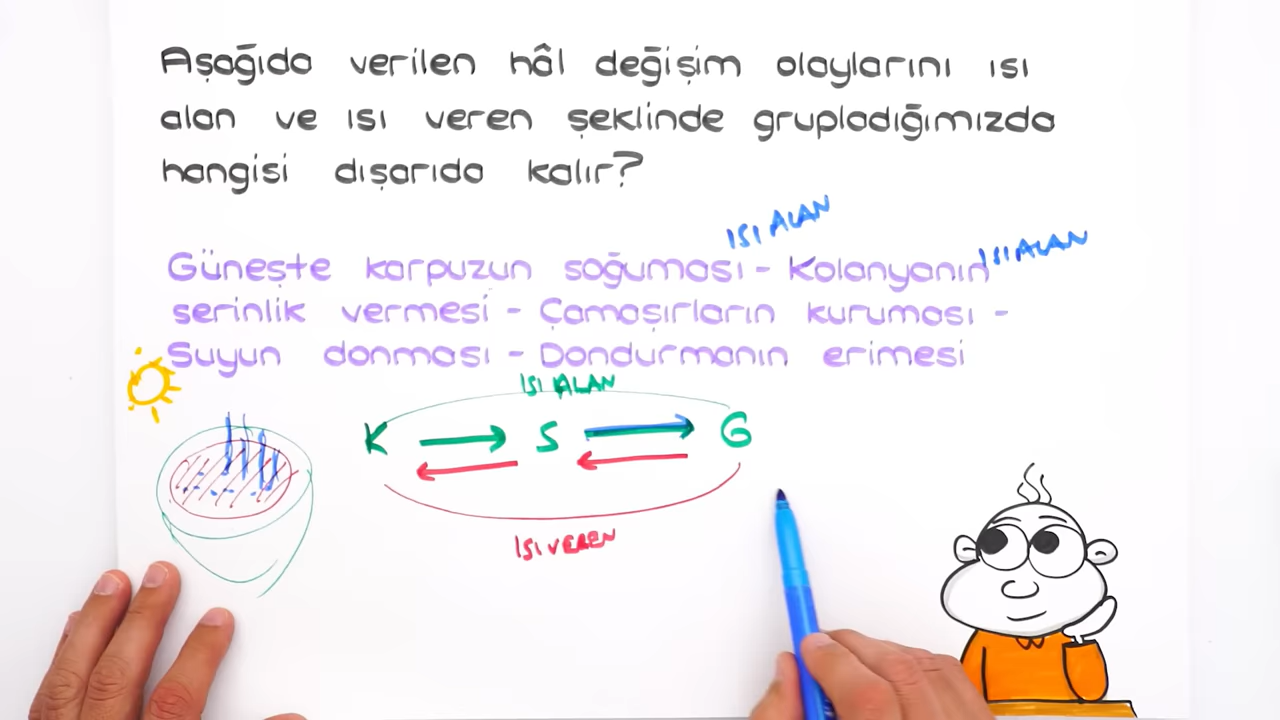 Aşağıda verilen hâl değişim olaylarını ısı
alan ve ısı veren şeklinde grupladığımızda
hangisi dışarıda kalır?
ISI ALAN
ISI ALAN
Güneşte karpuzun soğuması - Kolanyanın
serinlik vermesi - Çamaşırların kuruması -
Suyun donması - Dondurmanın erimesi
ISI ALAN
K S G
ISI VEREN